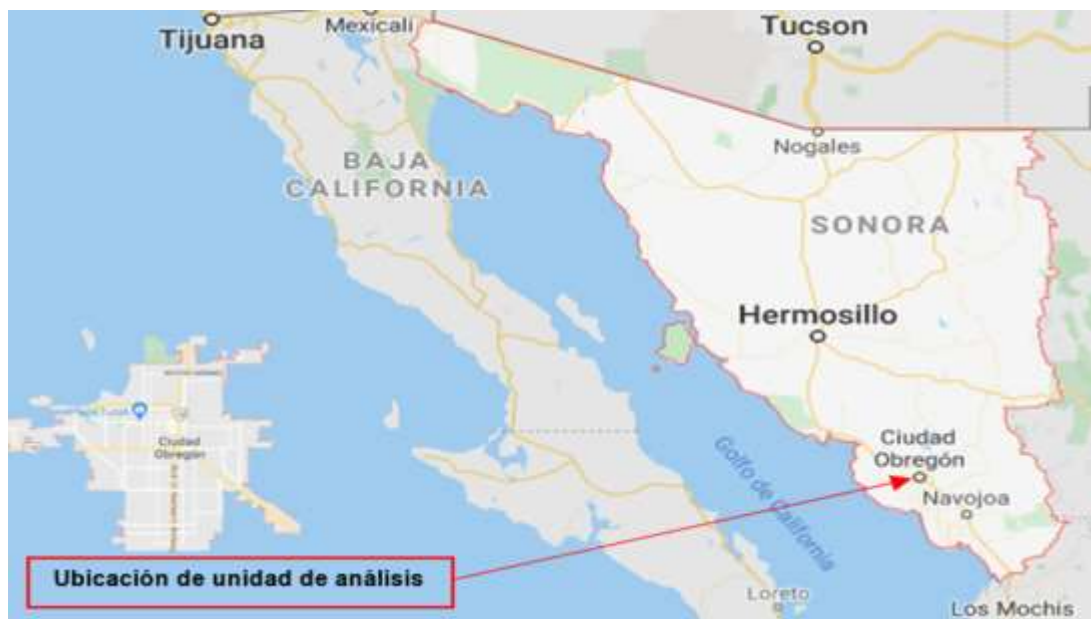 Mexicali
Tijuana
Tucson
Nogales
BAJA
CALIFORNIA
SONORA
Hermosillo
Ciudad
Obregón
Ciudad
Obregón
Navojoa
Golfo de California
Ubicación de unidad de análisis
Loreto
Los Mochis